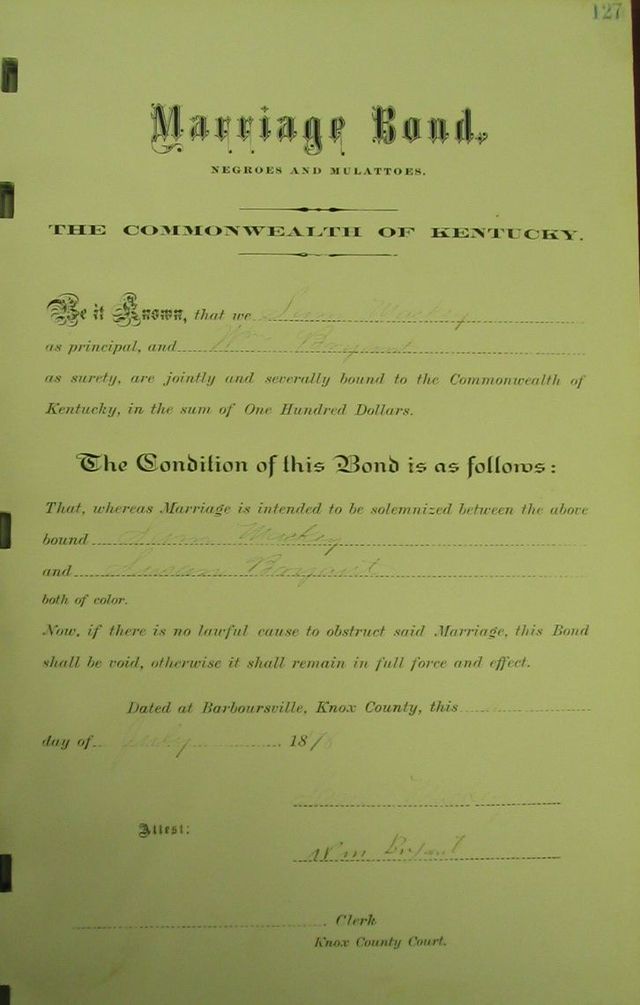 127
Marriage Bond,
NEGROES AND MULATTOES.
THE COMMONWEALTH OF KENTUCKY.
Be it Known, that we
as principal, and Wm Bryant
as surety, are jointly and severally bound to the Commonwealth of
Kentucky, in the sum of One Hundred Dollars.
The Condition of this Bond is as follows:
That, whereas Marriage is intended to be solemnized between the above
bound
and Susan Bryant
both of color.
Now, if there is no lawful cause to obstruct said Marriage, this Bond
shall be void, otherwise it shall remain in full force and effect.
Dated at Barboursville, Knox County, this
day of July 1878
Attest:
Wm Bryant
Clerk
Knox County Court.